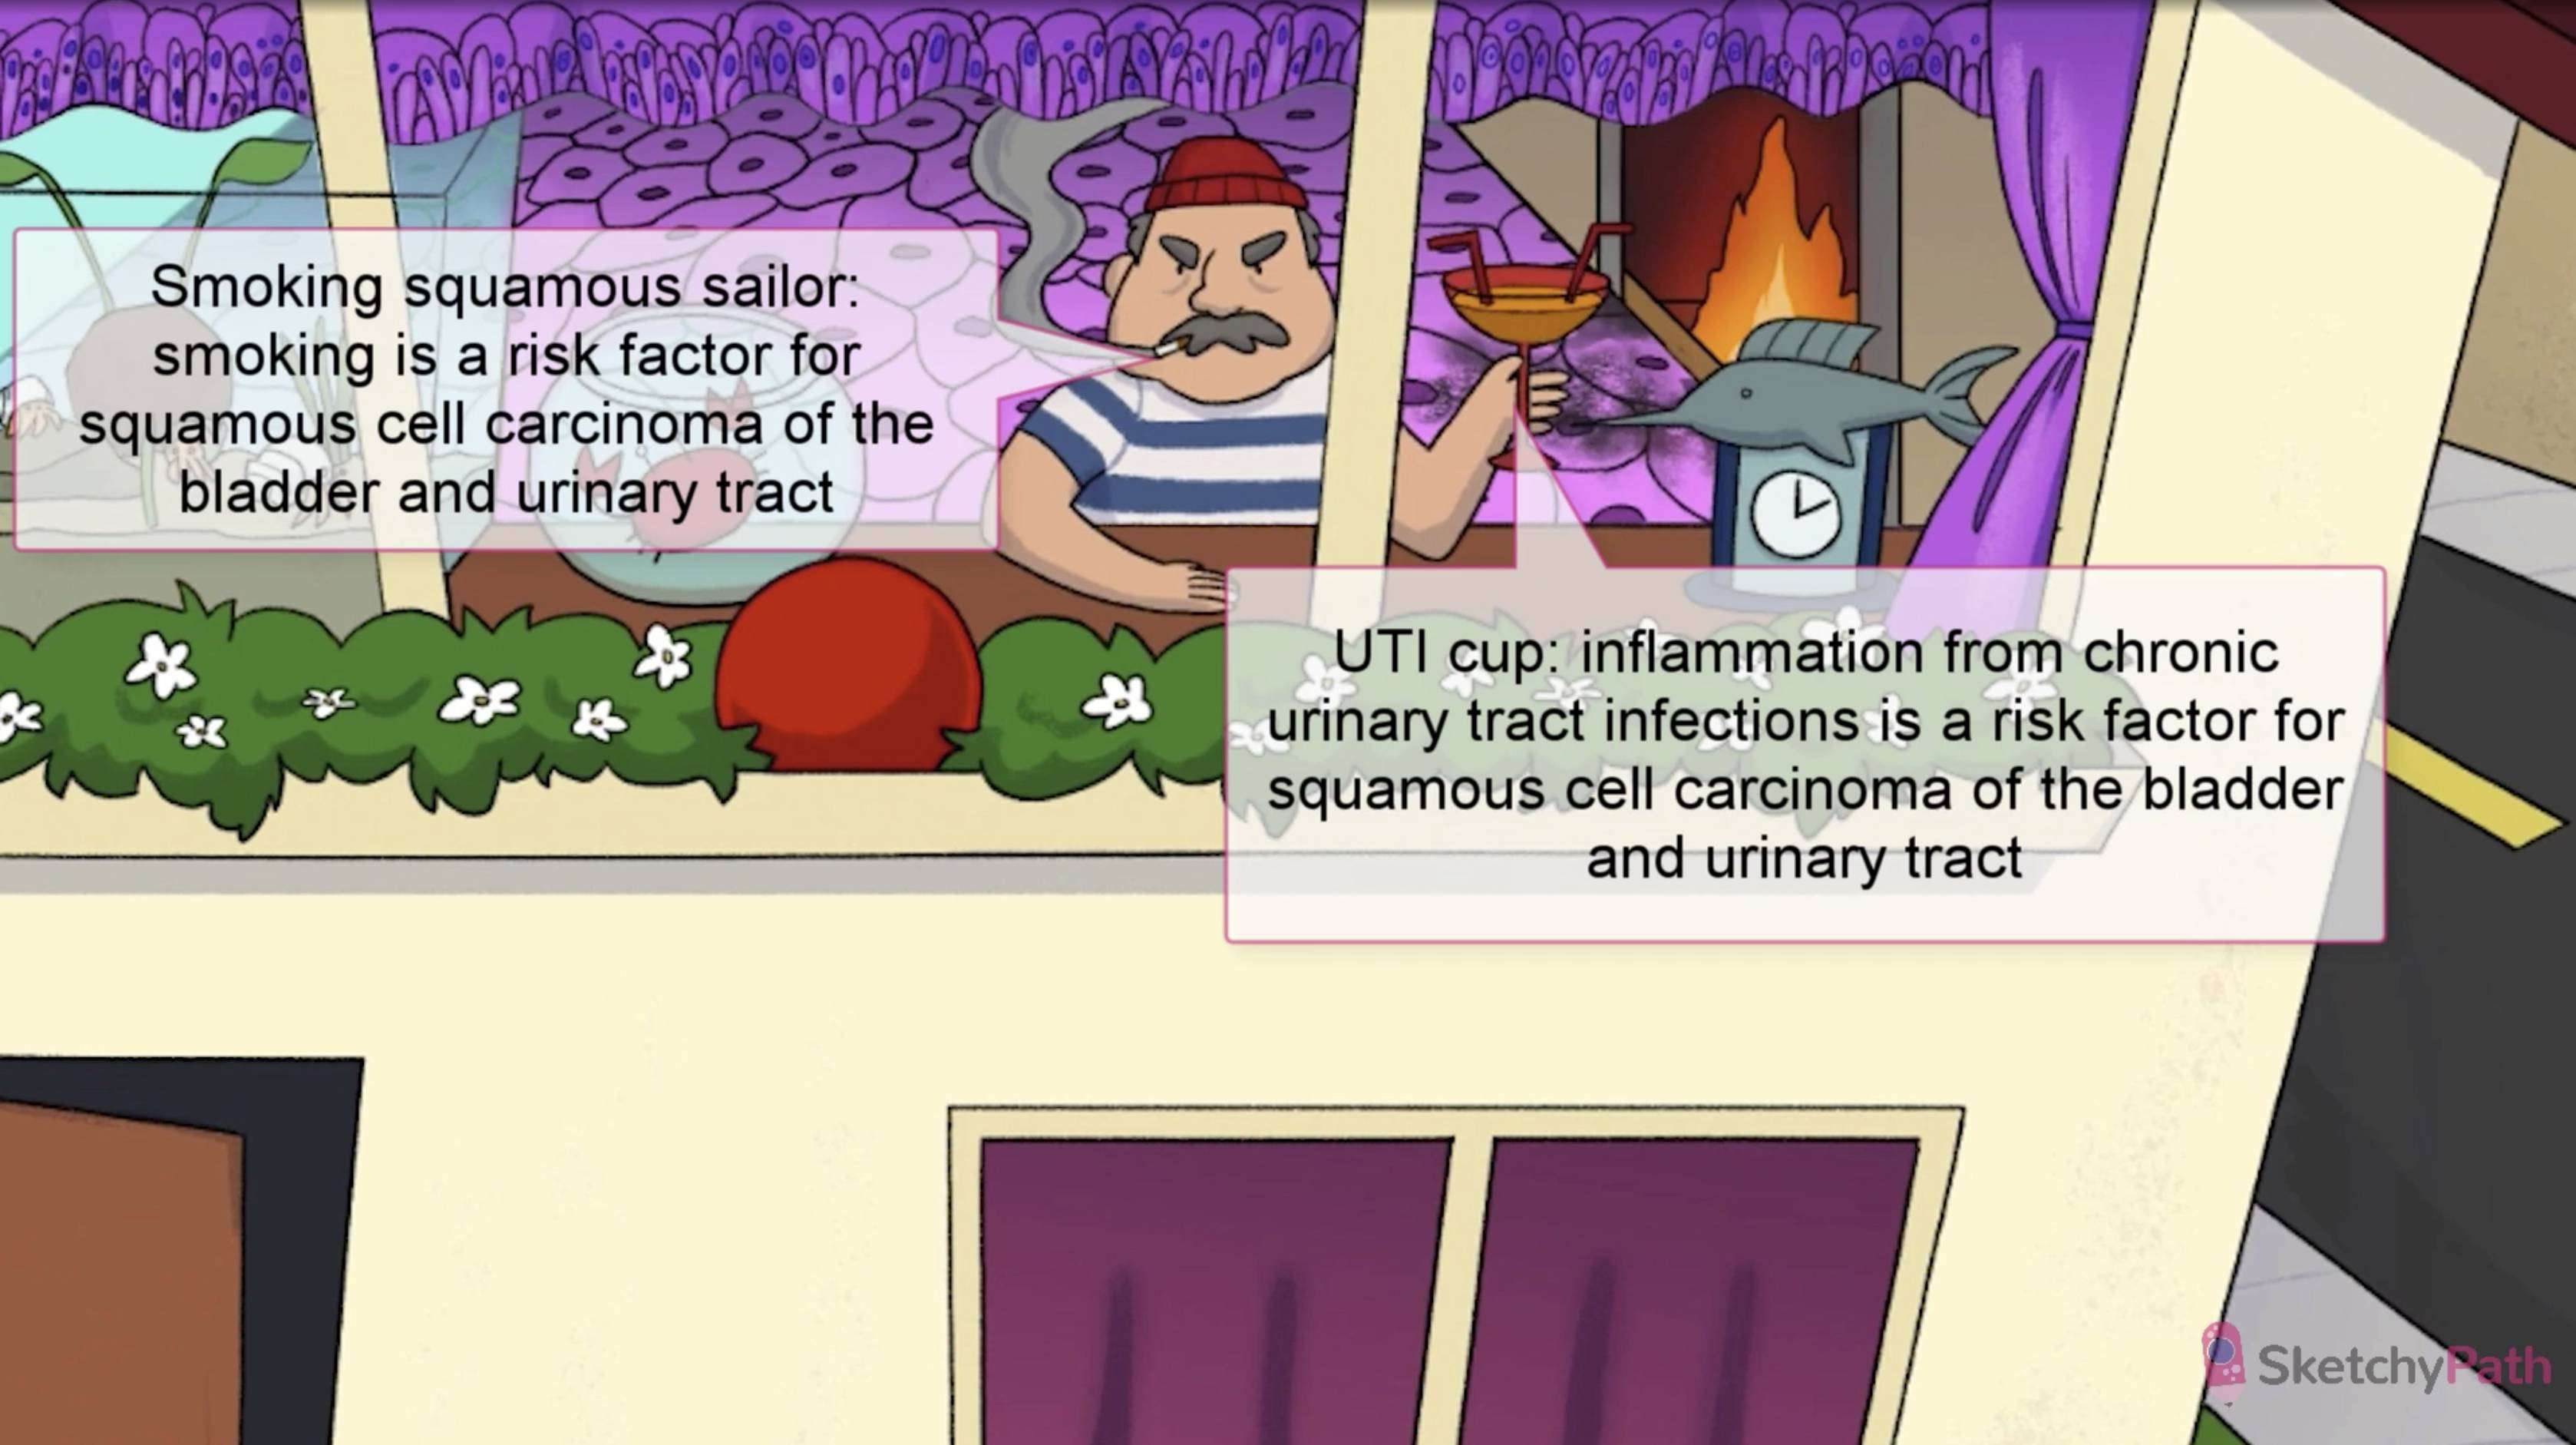 Smoking squamous sailor:
smoking is a risk factor for
squamous cell carcinoma of the
bladder and urinary tract
UTI cup: inflammation from chronic
urinary tract infections is a risk factor for
squamous cell carcinoma of the bladder
and urinary tract
SketchyPath